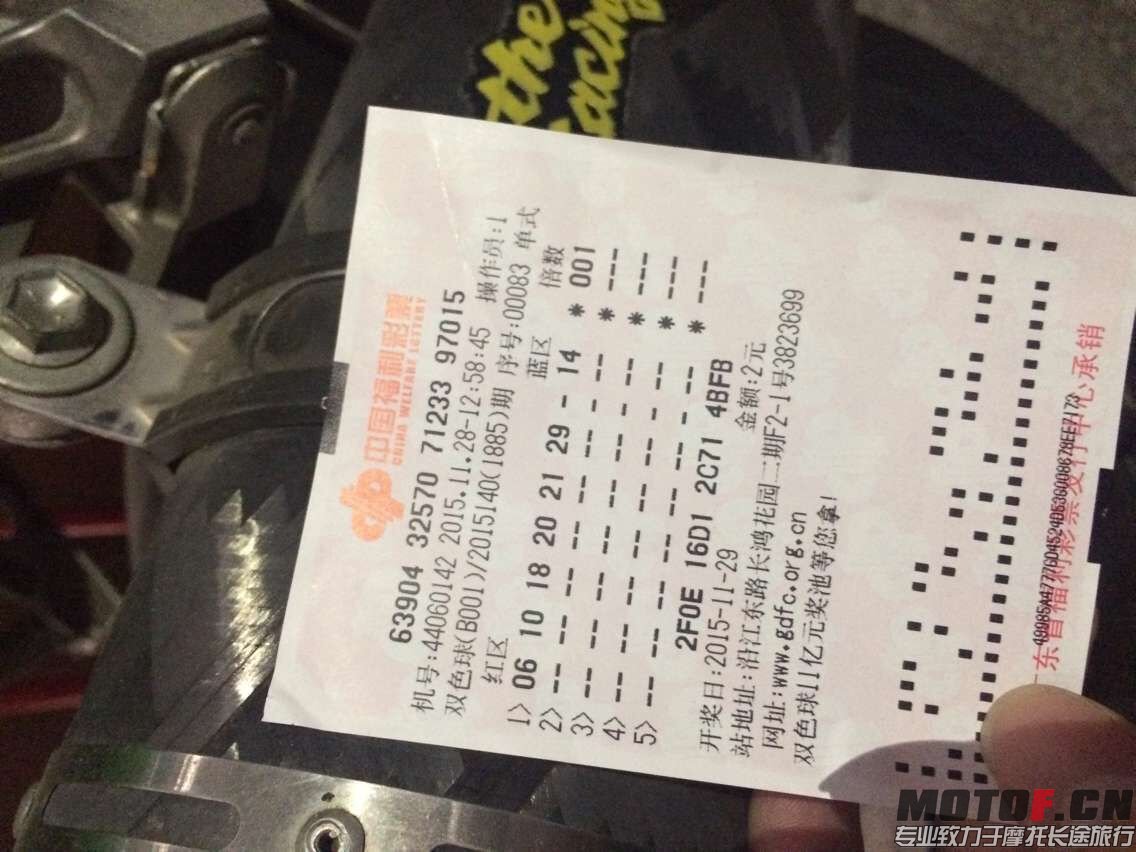 the
Racing
中国福利彩票
CHINA WELFARE LOTTERY
63904 32570 71233 97015
机号:44060142 2015.11.28-12:58:45 操作员:1
双色球(B001)/2015140(1885)期 序号:00083 单式
红区 蓝区 倍数
1> 06 10 18 20 21 29 - 14 * 001
2> -- -- -- -- -- -- -- * ---
3> -- -- -- -- -- -- -- * ---
4> -- -- -- -- -- -- -- * ---
5> -- -- -- -- -- -- -- * ---
2F0E 16D1 2C71 4BFB
开奖日:2015-11-29 金额:2元
站地址:沿江东路长鸿花园二期F2-1号3823699
网址:www.gdfc.org.cn
双色球11亿元奖池等您拿!
东省福利彩票发行中心承销
MOTOF.CN
专业致力于摩托长途旅行